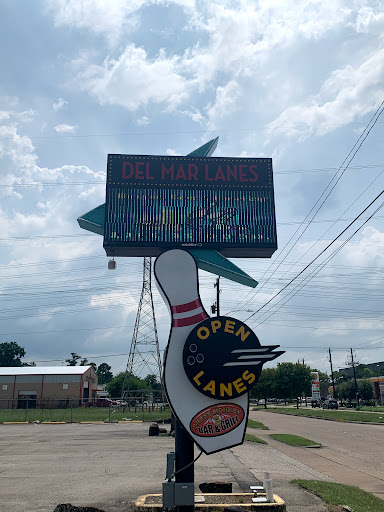 DEL MAR LANES
OPEN
LANES
BAR & GRILL